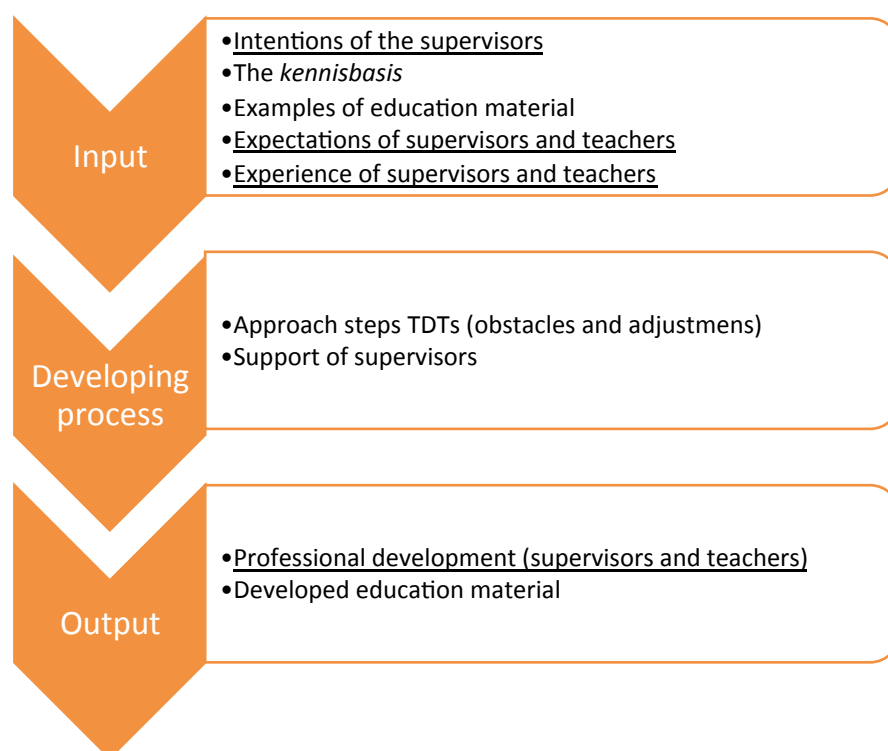 Input
•Intentions of the supervisors
•The kennisbasis
•Examples of education material
•Expectations of supervisors and teachers
•Experience of supervisors and teachers
Developing
process
•Approach steps TDTs (obstacles and adjustmens)
•Support of supervisors
Output
•Professional development (supervisors and teachers)
•Developed education material